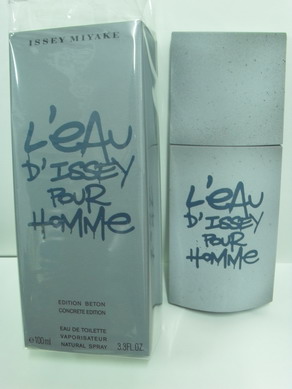 ISSEY MIYAKE
L'EAU
D'ISSEY
POUR
HOMME
EDITION BETON
CONCRETE EDITION
EAU DE TOILETTE
℮100ml VAPORISATEUR 3.3FL.OZ.
NATURAL SPRAY
L'EAU
D'ISSEY
POUR
HOMME